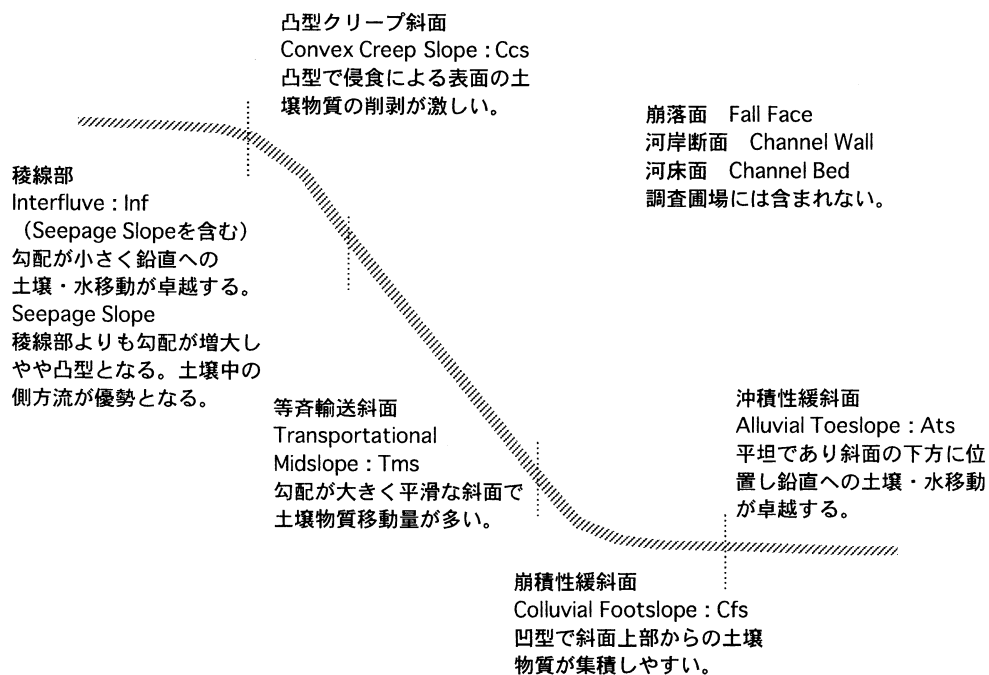 凸型クリープ斜面
Convex Creep Slope : Ccs
凸型で侵食による表面の土
壌物質の削剥が激しい。
崩落面　Fall Face
河岸断面　Channel Wall
河床面　Channel Bed
調査圃場には含まれない。
稜線部
Interfluve : Inf
（Seepage Slopeを含む）
勾配が小さく鉛直への
土壌・水移動が卓越する。
Seepage Slope
稜線部よりも勾配が増大し
やや凸型となる。土壌中の
側方流が優勢となる。
等斉輸送斜面
Transportational
Midslope : Tms
勾配が大きく平滑な斜面で
土壌物質移動量が多い。
沖積性緩斜面
Alluvial Toeslope : Ats
平坦であり斜面の下方に位
置し鉛直への土壌・水移動
が卓越する。
崩積性緩斜面
Colluvial Footslope : Cfs
凹型で斜面上部からの土壌
物質が集積しやすい。